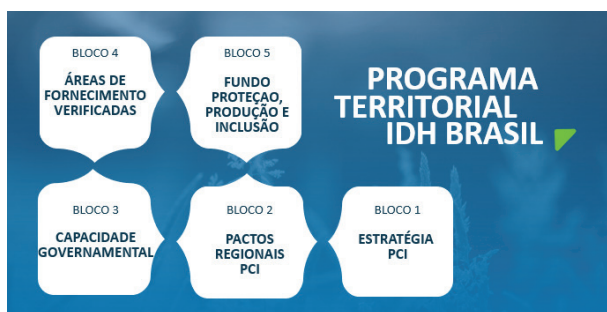 BLOCO 4
ÁREAS DE
FORNECIMENTO
VERIFICADAS
BLOCO 5
FUNDO
PROTEÇAO,
PRODUÇÃO E
INCLUSÃO
PROGRAMA
TERRITORIAL
IDH BRASIL
BLOCO 3
CAPACIDADE
GOVERNAMENTAL
BLOCO 2
PACTOS
REGIONAIS
PCI
BLOCO 1
ESTRATÉGIA
PCI